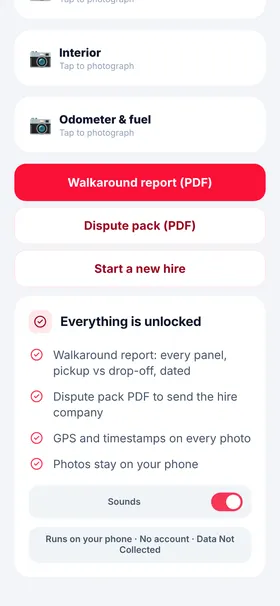 Tap to photograph
Interior
Tap to photograph
Odometer & fuel
Tap to photograph
Walkaround report (PDF)
Dispute pack (PDF)
Start a new hire
Everything is unlocked
Walkaround report: every panel,
pickup vs drop-off, dated
Dispute pack PDF to send the hire
company
GPS and timestamps on every photo
Photos stay on your phone
Sounds
Runs on your phone · No account · Data Not
Collected